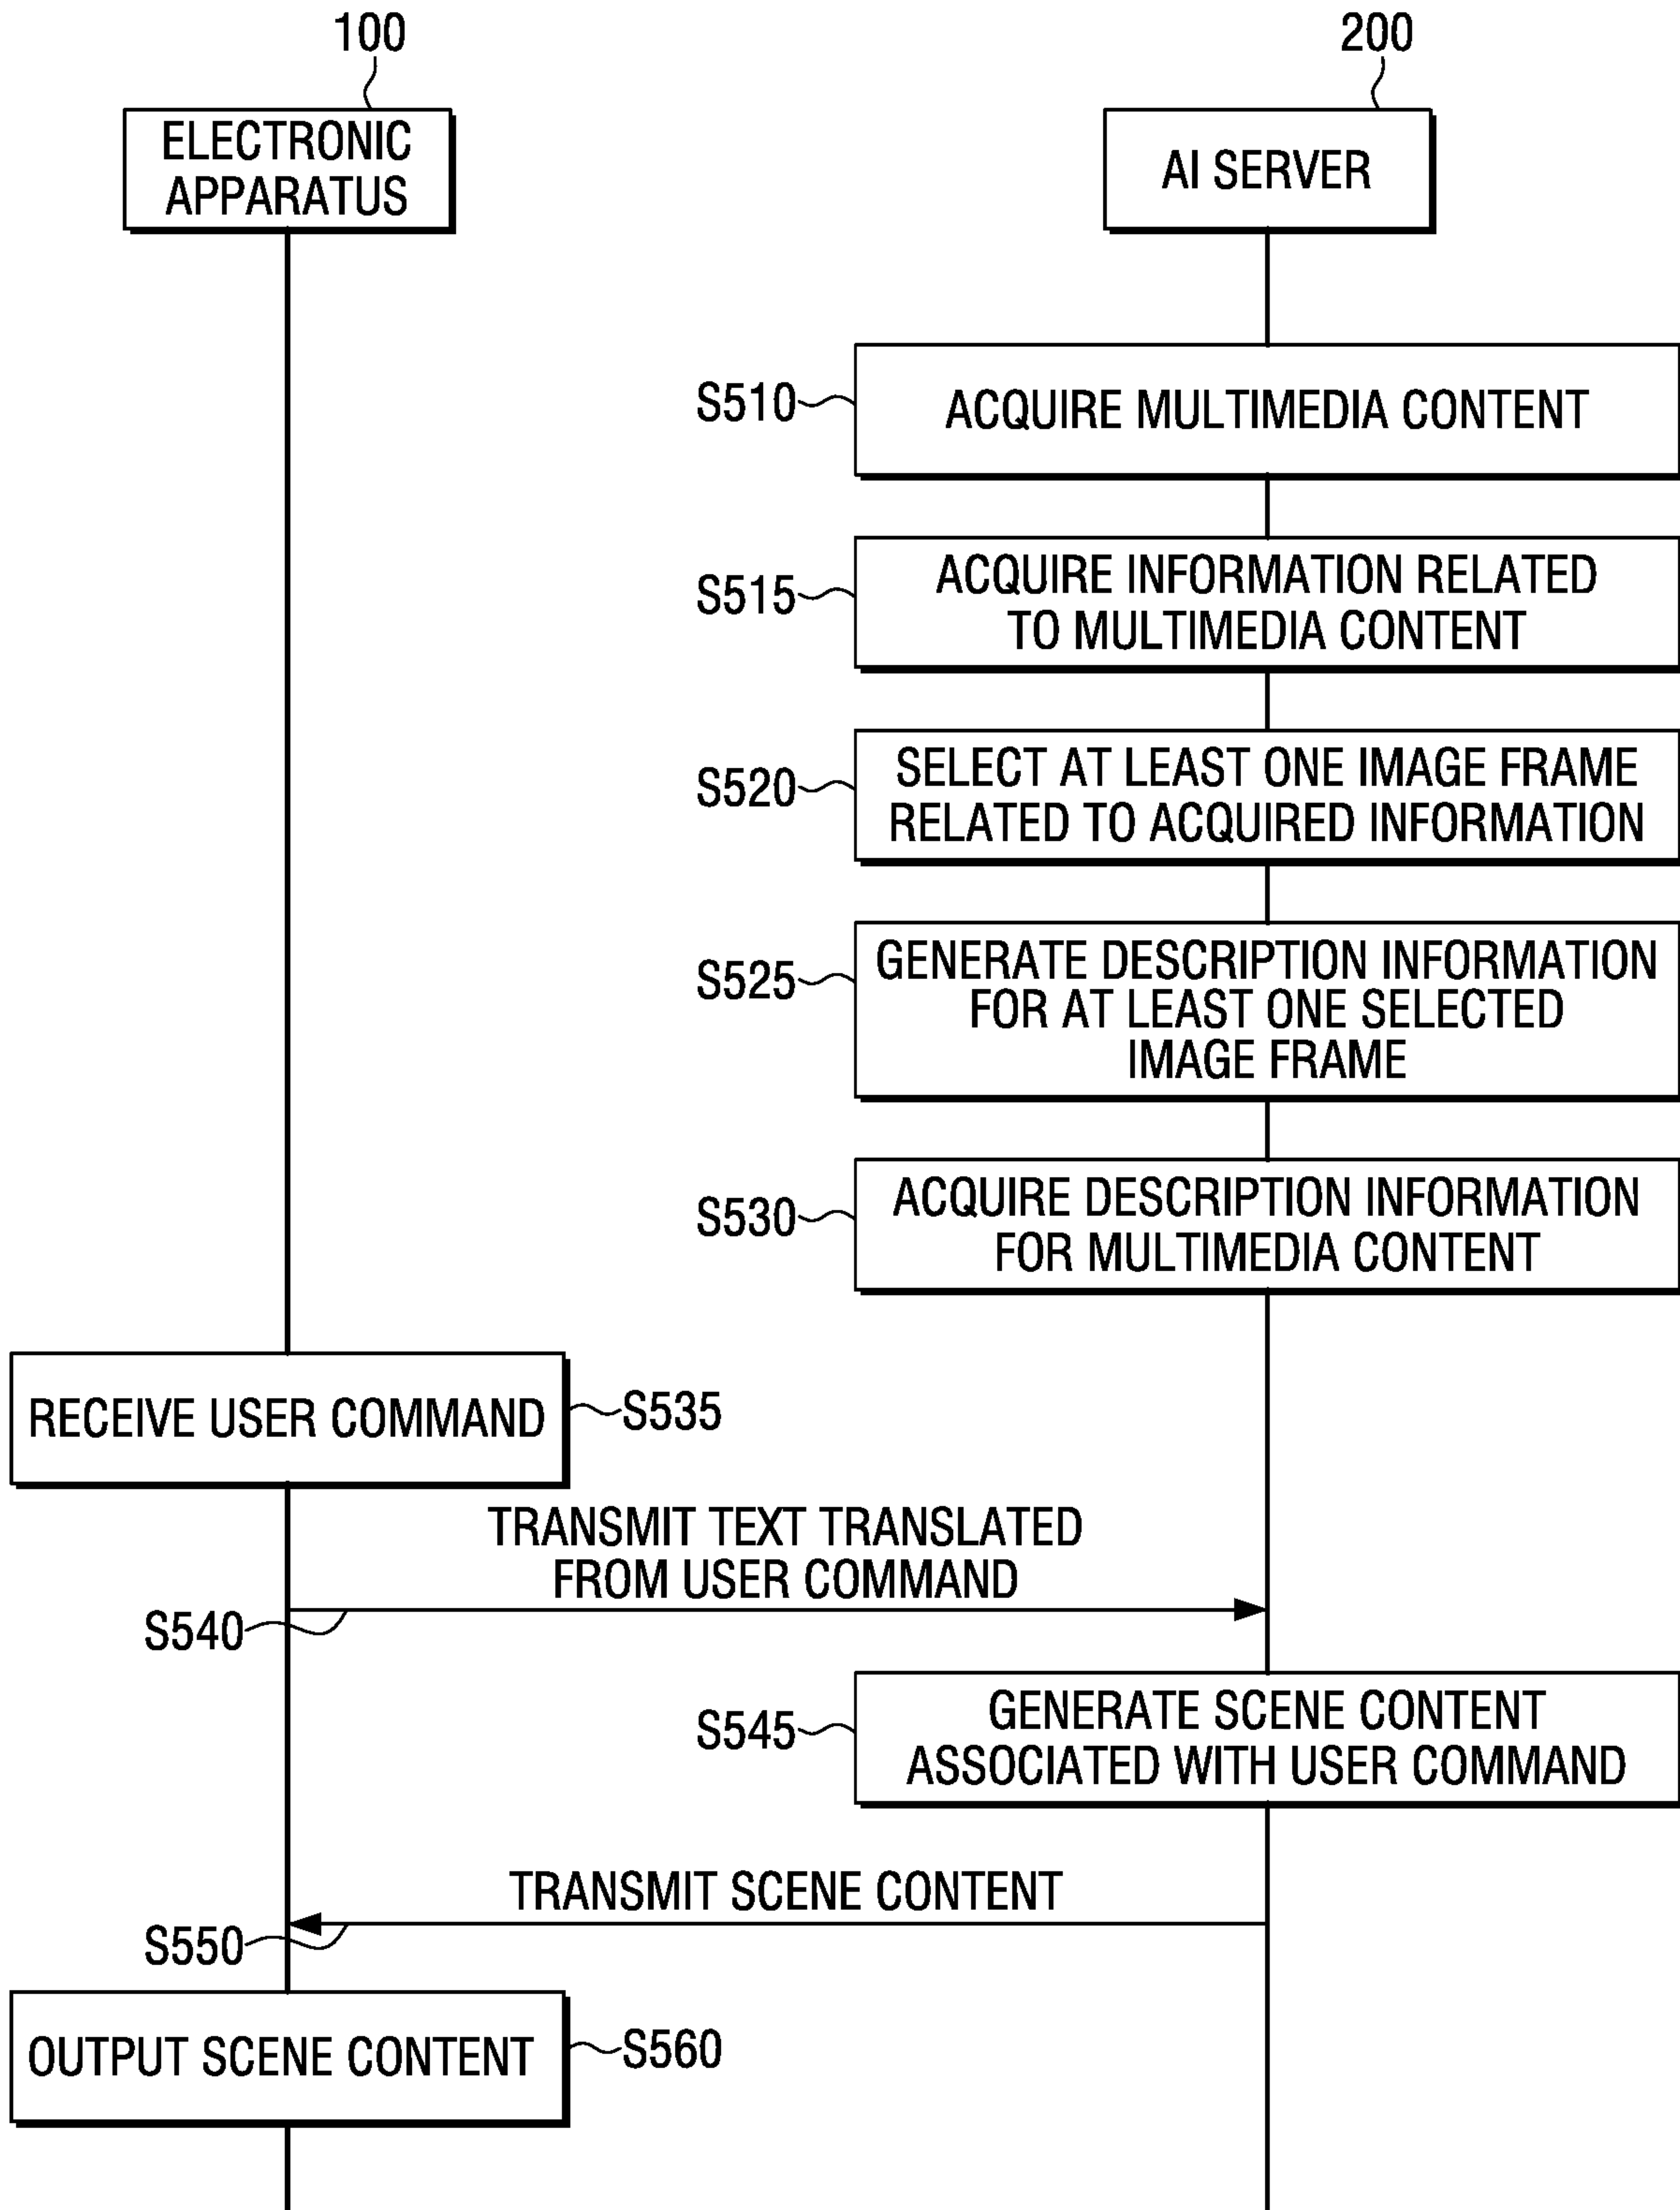 100
200
ELECTRONIC
APPARATUS
AI SERVER
S510
ACQUIRE MULTIMEDIA CONTENT
S515
ACQUIRE INFORMATION RELATED
TO MULTIMEDIA CONTENT
S520
SELECT AT LEAST ONE IMAGE FRAME
RELATED TO ACQUIRED INFORMATION
S525
GENERATE DESCRIPTION INFORMATION
FOR AT LEAST ONE SELECTED
IMAGE FRAME
S530
ACQUIRE DESCRIPTION INFORMATION
FOR MULTIMEDIA CONTENT
RECEIVE USER COMMAND
S535
TRANSMIT TEXT TRANSLATED
FROM USER COMMAND
S540
S545
GENERATE SCENE CONTENT
ASSOCIATED WITH USER COMMAND
TRANSMIT SCENE CONTENT
S550
OUTPUT SCENE CONTENT
S560